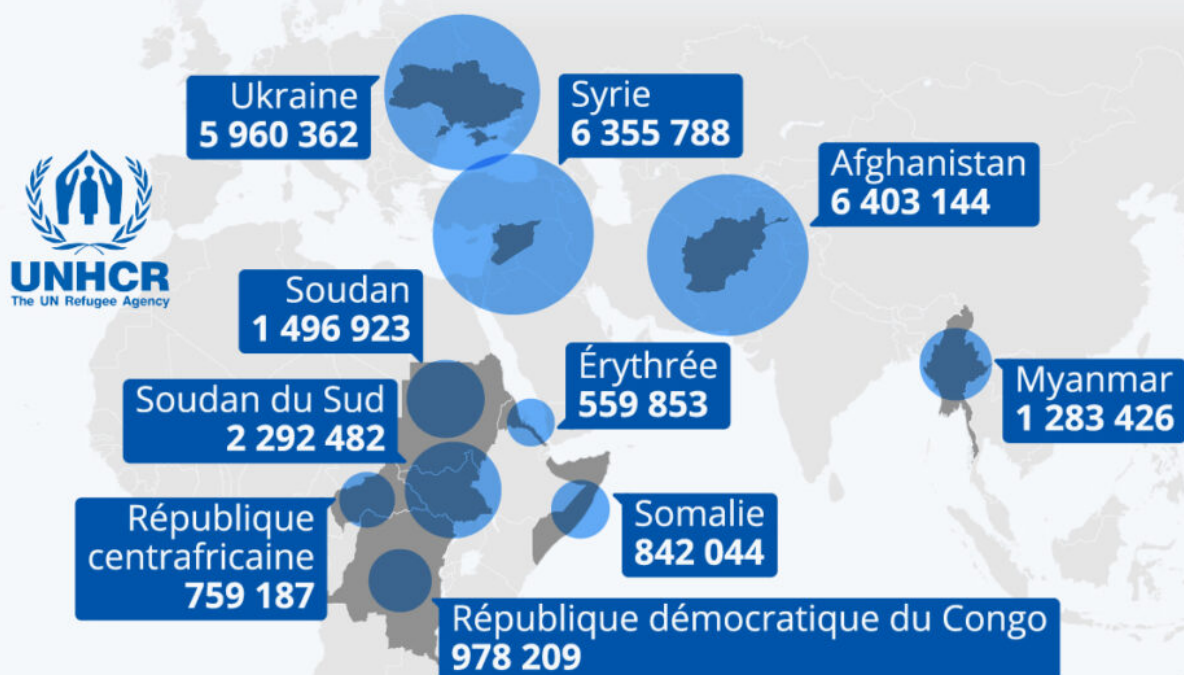 Ukraine
5 960 362
Syrie
6 355 788
Afghanistan
6 403 144
UNHCR
The UN Refugee Agency
Soudan
1 496 923
Soudan du Sud
2 292 482
Érythrée
559 853
Myanmar
1 283 426
République
centrafricaine
759 187
Somalie
842 044
République démocratique du Congo
978 209